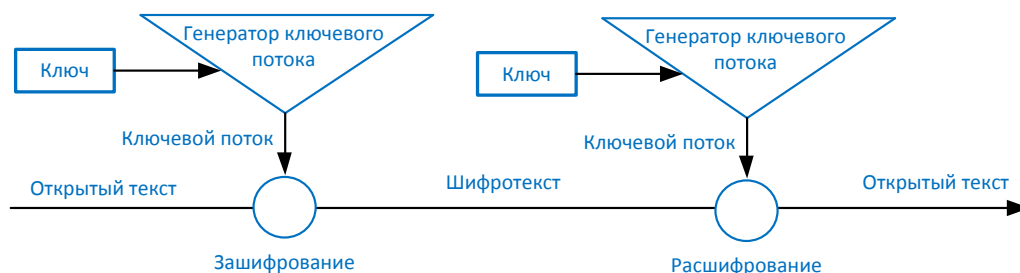 Генератор ключевого
потока
Ключ
Ключевой поток
Открытый текст
Зашифрование
Шифротекст
Генератор ключевого
потока
Ключ
Ключевой поток
Открытый текст
Расшифрование